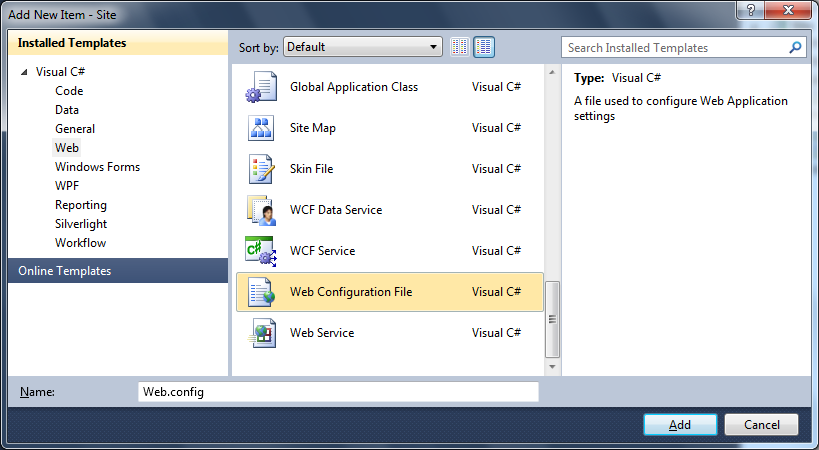 Add New Item - Site
Installed Templates
Visual C#
Code
Data
General
Web
Windows Forms
WPF
Reporting
Silverlight
Workflow
Online Templates
Sort by: Default
Global Application Class Visual C#
Site Map Visual C#
Skin File Visual C#
WCF Data Service Visual C#
WCF Service Visual C#
Web Configuration File Visual C#
Web Service Visual C#
Search Installed Templates
Type: Visual C#
A file used to configure Web Application
settings
Name: Web.config
Add Cancel